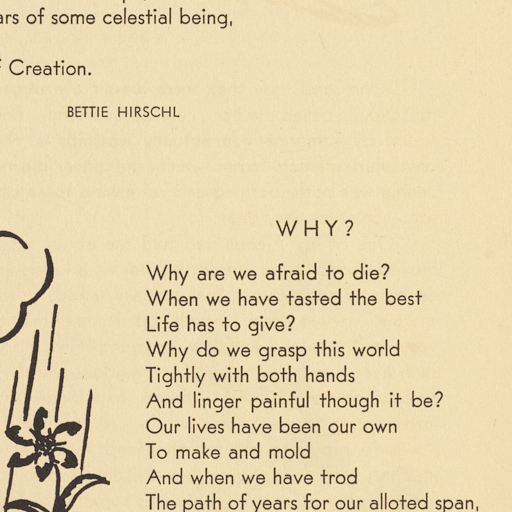 of some celestial being,
Creation.
BETTIE HIRSCHL
WHY?
Why are we afraid to die?
When we have tasted the best
Life has to give?
Why do we grasp this world
Tightly with both hands
And linger painful though it be?
Our lives have been our own
To make and mold
And when we have trod
The path of years for our alloted span,